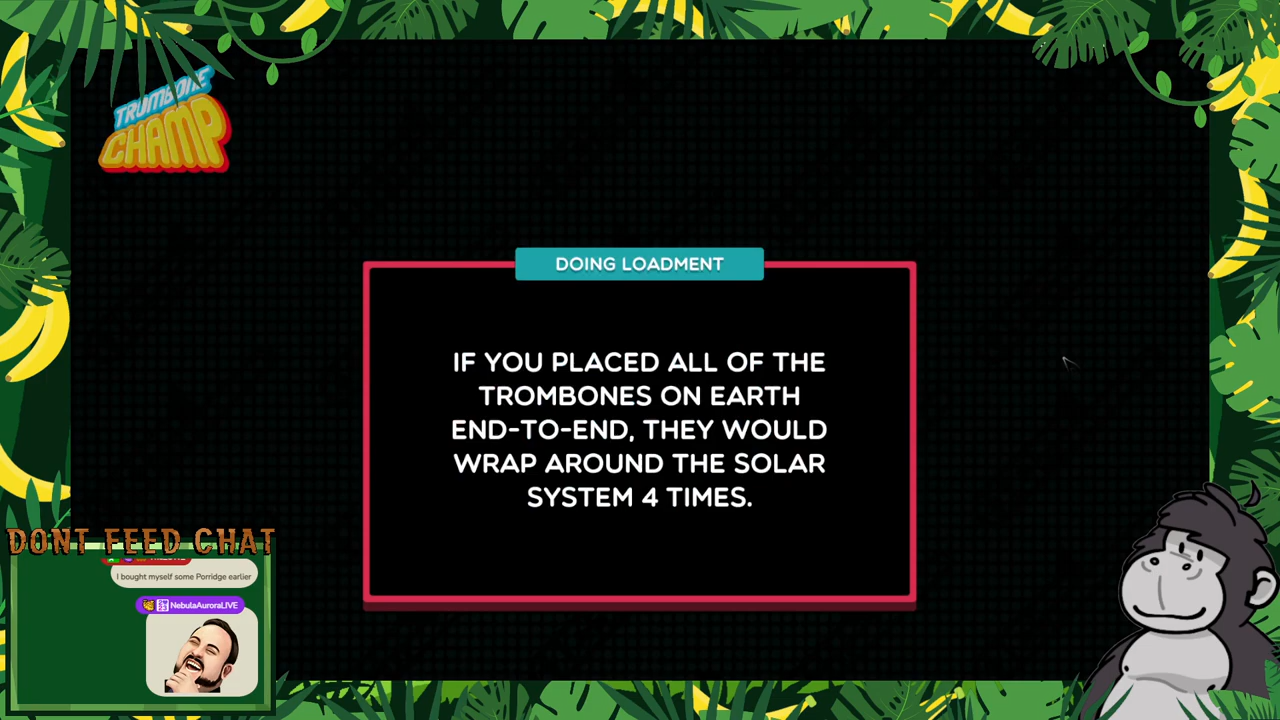 TROMBONE
CHAMP
DOING LOADMENT
IF YOU PLACED ALL OF THE
TROMBONES ON EARTH
END-TO-END, THEY WOULD
WRAP AROUND THE SOLAR
SYSTEM 4 TIMES.
DONT FEED CHAT
I bought myself some Porridge earlier
NebulaAuroraLIVE